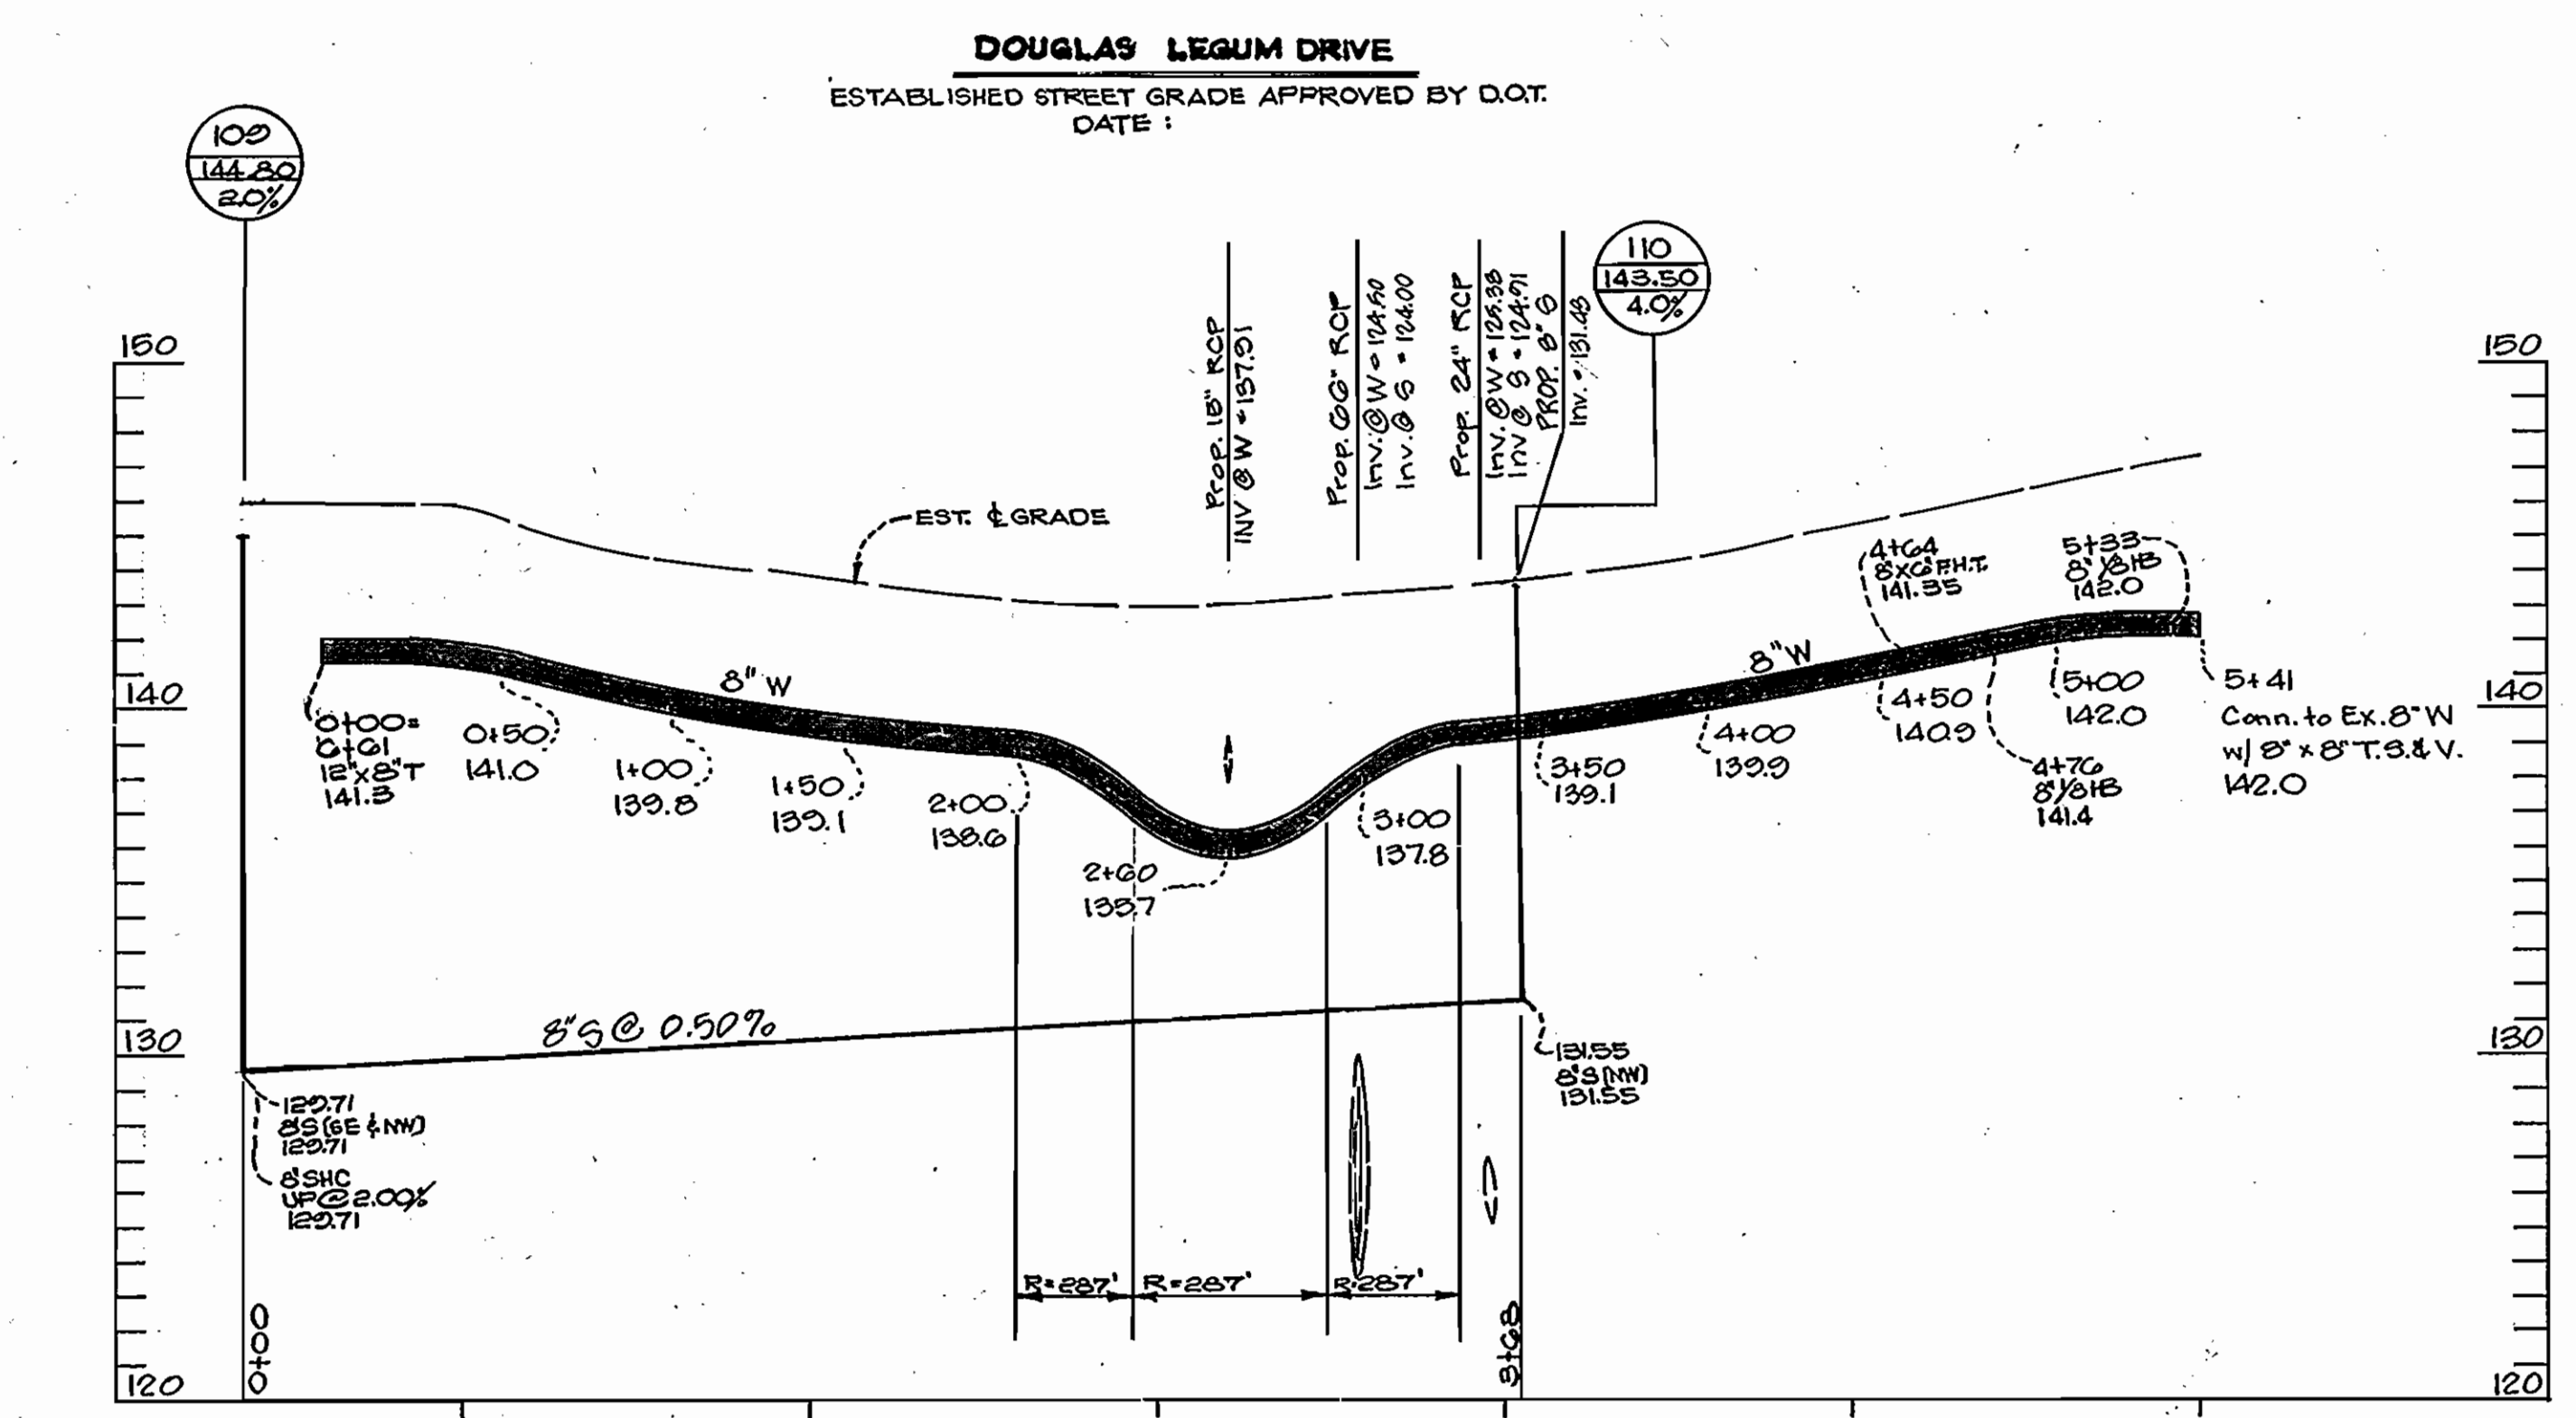 DOUGLAS LEGUM DRIVE
ESTABLISHED STREET GRADE APPROVED BY D.O.T.
DATE :
109
144.80
2.0%
110
143.50
4.0%
Prop. 15" RCP
INV @ W = 137.91
Prop. 66" RCP
Inv. @ W = 124.50
Inv. @ S = 124.00
Prop. 24" RCP
Inv. @ W = 125.38
Inv @ S = 124.91
PROP. 8" S
Inv. = 131.43
150
150
EST. ℄ GRADE
4+64
8"X6" F.H.T.
141.35
5+33
8" 1/8 HB
142.0
8" W
8" W
140
140
0+00=
6+61
12"x8"T
141.3
0+50
141.0
1+00
139.8
1+50
139.1
2+00
138.6
2+60
135.7
3+00
137.8
3+50
139.1
4+00
139.9
4+50
140.9
4+76
8" 1/8 HB
141.4
5+00
142.0
5+41
Conn. to Ex. 8" W
w/ 8" x 8" T.S. & V.
142.0
8" S @ 0.50%
130
130
129.71
8"S (SE & NW)
129.71
8" SHC
UP @ 2.00%
129.71
131.55
8"S (NW)
131.55
R=287'
R=287'
R=287'
0+00
3+68
120
120